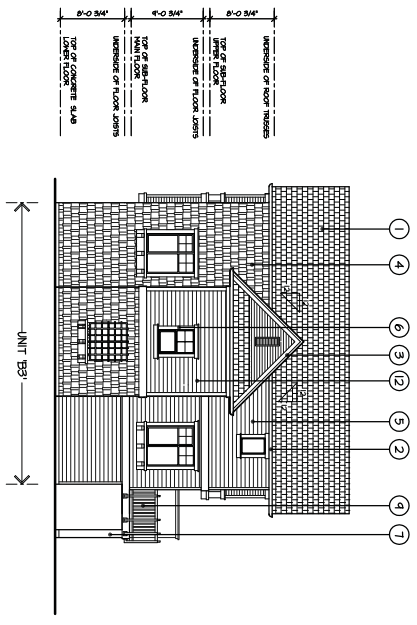 1
4
6
3
12
5
2
9
7
UNDERSIDE OF ROOF TRUSSES
8'-0 3/4"
TOP OF SUB-FLOOR
UPPER FLOOR
UNDERSIDE OF FLOOR JOISTS
9'-0 3/4"
TOP OF SUB-FLOOR
MAIN FLOOR
UNDERSIDE OF FLOOR JOISTS
8'-0 3/4"
TOP OF CONCRETE SLAB
LOWER FLOOR
UNIT 'B3'